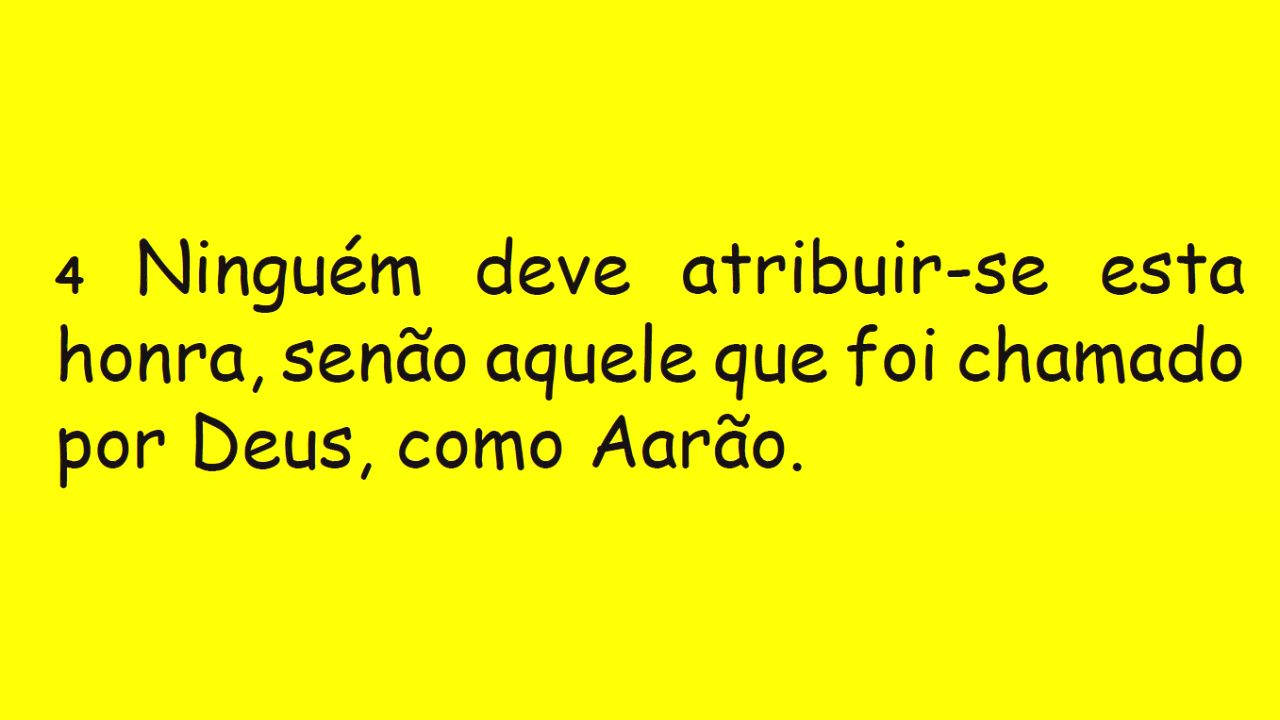 4 Ninguém deve atribuir-se esta
honra, senão aquele que foi chamado
por Deus, como Aarão.